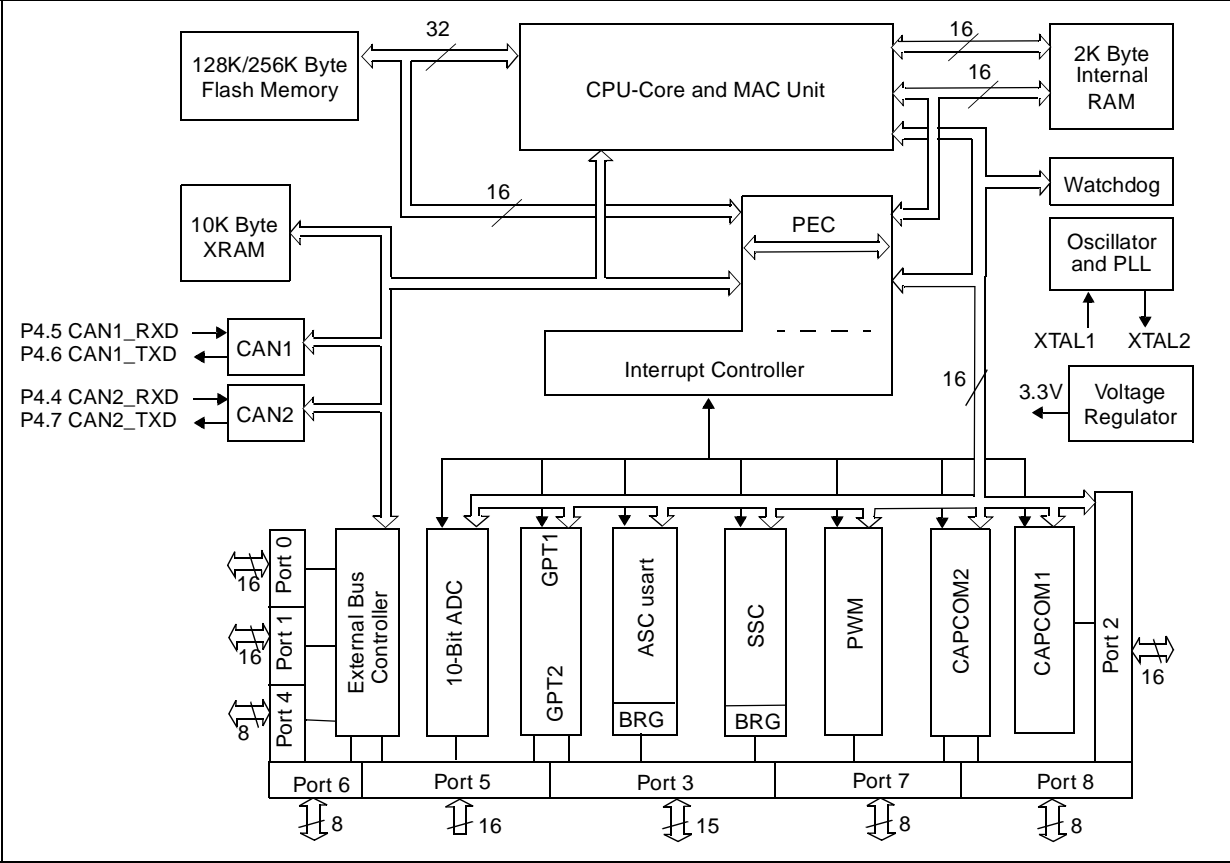 32
16
128K/256K Byte
Flash Memory
CPU-Core and MAC Unit
2K Byte
Internal
RAM
16
16
Watchdog
10K Byte
XRAM
PEC
Oscillator
and PLL
XTAL1
XTAL2
P4.5 CAN1_RXD
P4.6 CAN1_TXD
CAN1
Interrupt Controller
16
P4.4 CAN2_RXD
P4.7 CAN2_TXD
CAN2
3.3V
Voltage
Regulator
Port 0
16
Port 1
16
Port 4
8
External Bus
Controller
10-Bit ADC
GPT1
GPT2
ASC usart
BRG
SSC
BRG
PWM
CAPCOM2
CAPCOM1
Port 2
16
Port 6
Port 5
Port 3
Port 7
Port 8
8
16
15
8
8